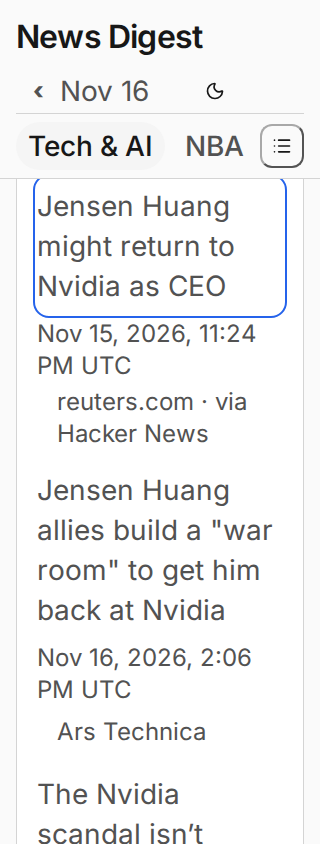 News Digest
‹ Nov 16
Tech & AI NBA
Jensen Huang
might return to
Nvidia as CEO
Nov 15, 2026, 11:24
PM UTC
reuters.com · via
Hacker News
Jensen Huang
allies build a "war
room" to get him
back at Nvidia
Nov 16, 2026, 2:06
PM UTC
Ars Technica
The Nvidia
scandal isn’t